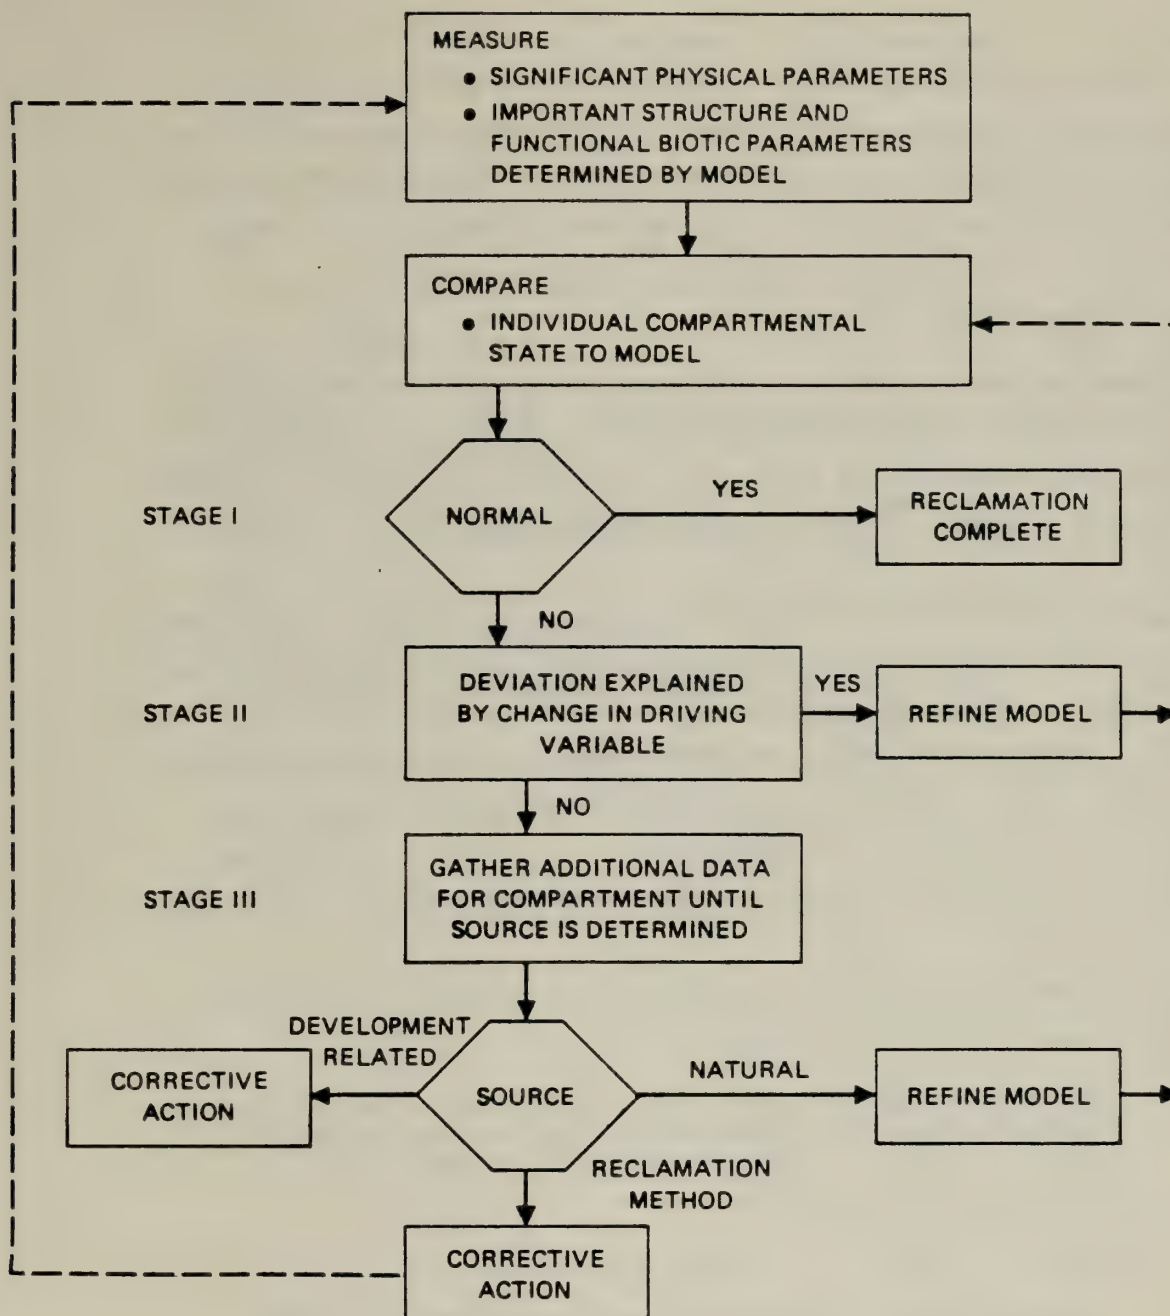 MEASURE
• SIGNIFICANT PHYSICAL PARAMETERS
• IMPORTANT STRUCTURE AND
FUNCTIONAL BIOTIC PARAMETERS
DETERMINED BY MODEL
COMPARE
• INDIVIDUAL COMPARTMENTAL
STATE TO MODEL
STAGE I
NORMAL
YES
RECLAMATION
COMPLETE
NO
STAGE II
DEVIATION EXPLAINED
BY CHANGE IN DRIVING
VARIABLE
YES
REFINE MODEL
NO
STAGE III
GATHER ADDITIONAL DATA
FOR COMPARTMENT UNTIL
SOURCE IS DETERMINED
DEVELOPMENT
RELATED
CORRECTIVE
ACTION
SOURCE
NATURAL
REFINE MODEL
RECLAMATION
METHOD
CORRECTIVE
ACTION